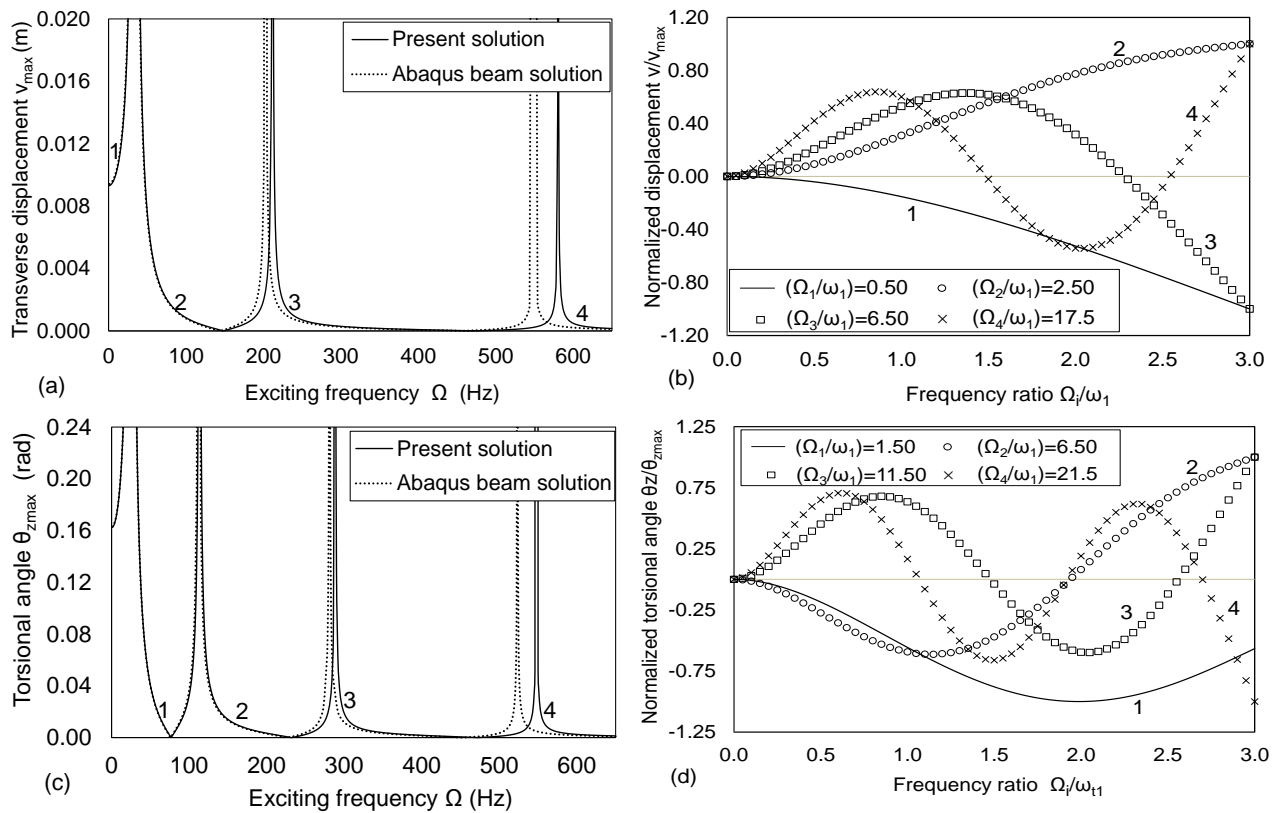 Transverse displacement vmax (m)
0.020
0.016
0.012
0.008
0.004
0.000
Present solution
Abaqus beam solution
1
2
3
4
0 100 200 300 400 500 600
Exciting frequency Ω (Hz)
(a)
Normalized displacement v/vmax
1.20
0.80
0.40
0.00
-0.40
-0.80
-1.20
2
4
1
3
(Ω1/ω1)=0.50 (Ω2/ω1)=2.50
(Ω3/ω1)=6.50 (Ω4/ω1)=17.5
0.0 0.5 1.0 1.5 2.0 2.5 3.0
Frequency ratio Ωi/ω1
(b)
Torsional angle θzmax (rad)
0.24
0.20
0.16
0.12
0.08
0.04
0.00
Present solution
Abaqus beam solution
1
2
3
4
0 100 200 300 400 500 600
Exciting frequency Ω (Hz)
(c)
Normalized torsional angle θz/θzmax
1.25
0.75
0.25
-0.25
-0.75
-1.25
(Ω1/ω1)=1.50 (Ω2/ω1)=6.50
(Ω3/ω1)=11.50 (Ω4/ω1)=21.5
2
3
4
1
0.0 0.5 1.0 1.5 2.0 2.5 3.0
Frequency ratio Ωi/ωt1
(d)